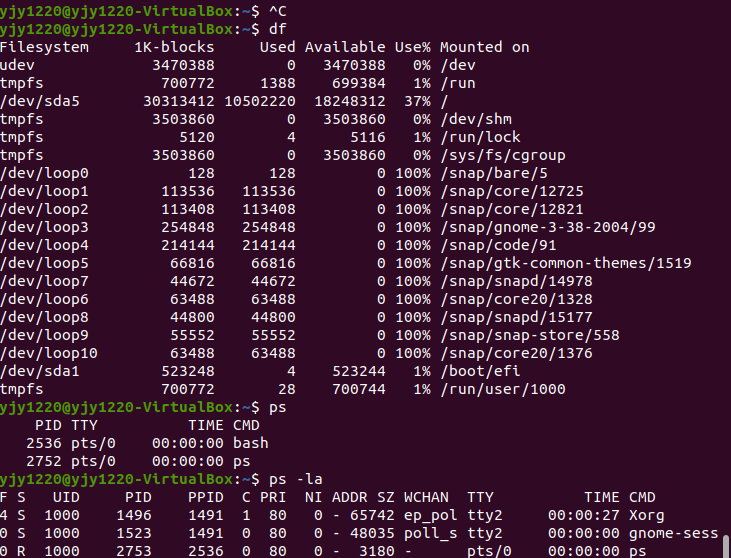 yjy1220@yjy1220-VirtualBox:~$ ^C
yjy1220@yjy1220-VirtualBox:~$ df
Filesystem     1K-blocks     Used Available Use% Mounted on
udev             3470388        0   3470388   0% /dev
tmpfs             700772     1388    699384   1% /run
/dev/sda5       30313412 10502220  18248312  37% /
tmpfs            3503860        0   3503860   0% /dev/shm
tmpfs               5120        4      5116   1% /run/lock
tmpfs            3503860        0   3503860   0% /sys/fs/cgroup
/dev/loop0           128      128         0 100% /snap/bare/5
/dev/loop1        113536   113536         0 100% /snap/core/12725
/dev/loop2        113408   113408         0 100% /snap/core/12821
/dev/loop3        254848   254848         0 100% /snap/gnome-3-38-2004/99
/dev/loop4        214144   214144         0 100% /snap/code/91
/dev/loop5         66816    66816         0 100% /snap/gtk-common-themes/1519
/dev/loop7         44672    44672         0 100% /snap/snapd/14978
/dev/loop6         63488    63488         0 100% /snap/core20/1328
/dev/loop8         44800    44800         0 100% /snap/snapd/15177
/dev/loop9         55552    55552         0 100% /snap/snap-store/558
/dev/loop10        63488    63488         0 100% /snap/core20/1376
/dev/sda1         523248        4    523244   1% /boot/efi
tmpfs             700772       28    700744   1% /run/user/1000
yjy1220@yjy1220-VirtualBox:~$ ps
    PID TTY          TIME CMD
   2536 pts/0    00:00:00 bash
   2752 pts/0    00:00:00 ps
yjy1220@yjy1220-VirtualBox:~$ ps -la
F S   UID     PID    PPID  C PRI  NI ADDR SZ WCHAN  TTY          TIME CMD
4 S  1000    1496    1491  1  80   0 - 65742 ep_pol tty2     00:00:27 Xorg
0 S  1000    1523    1491  0  80   0 - 48035 poll_s tty2     00:00:00 gnome-sess
0 R  1000    2753    2536  0  80   0 -  3180 -      pts/0    00:00:00 ps